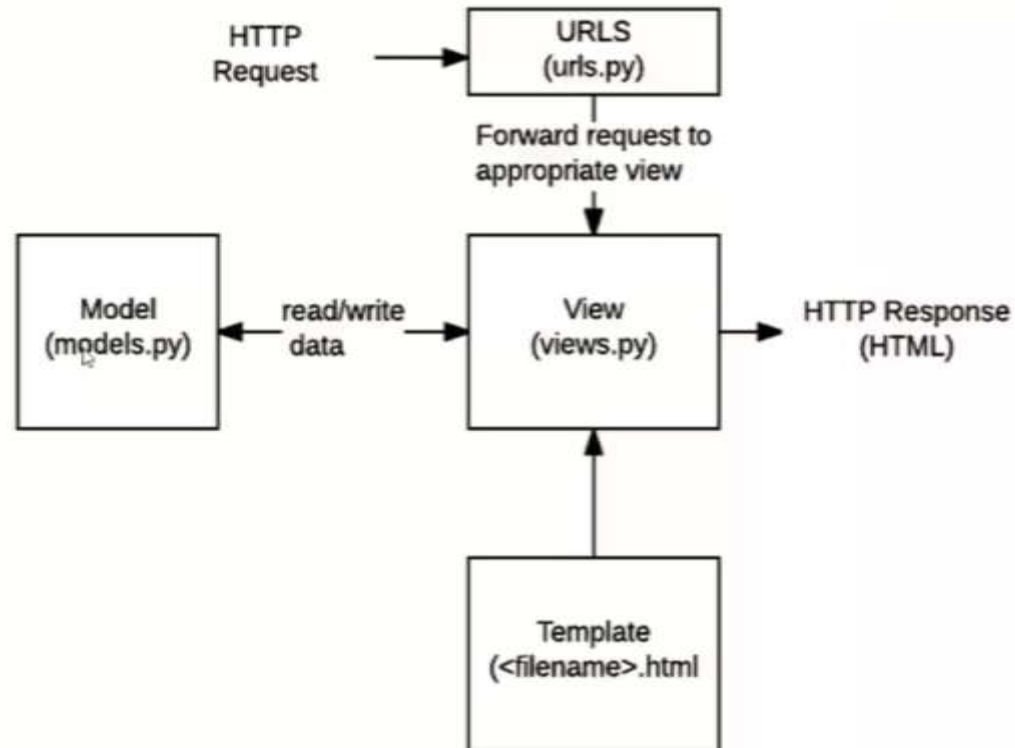 HTTP
Request
URLS
(urls.py)
Forward request to
appropriate view
Model
(models.py)
read/write
data
View
(views.py)
HTTP Response
(HTML)
Template
(<filename>.html